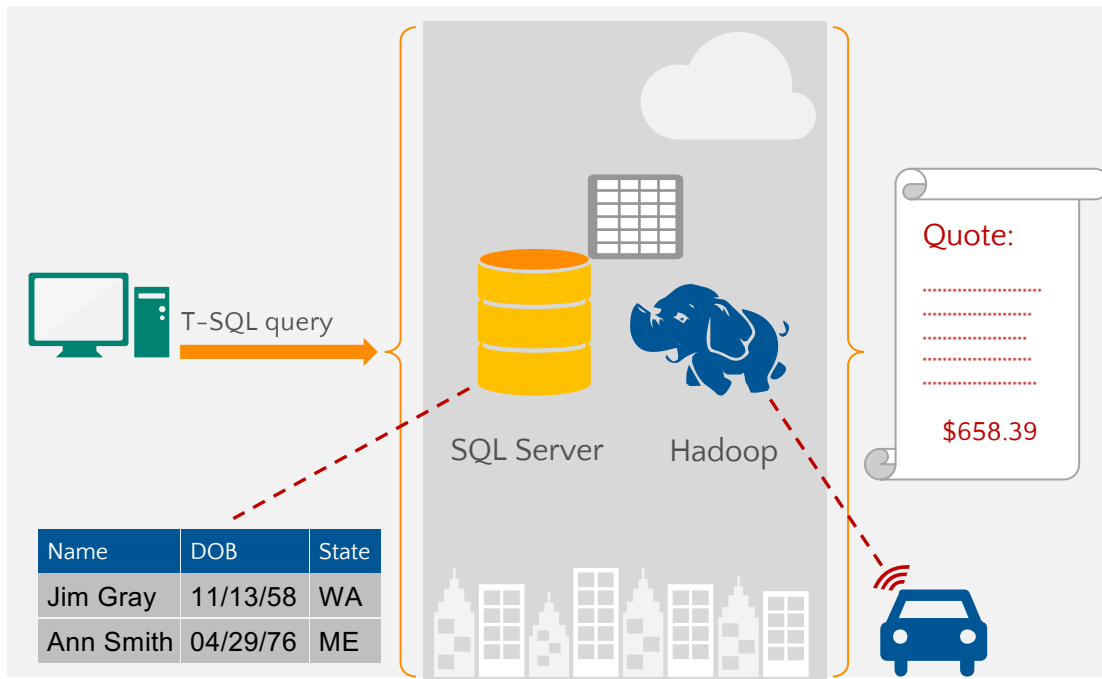 T-SQL query
SQL Server
Hadoop
Quote:
$658.39
Name DOB State
Jim Gray 11/13/58 WA
Ann Smith 04/29/76 ME